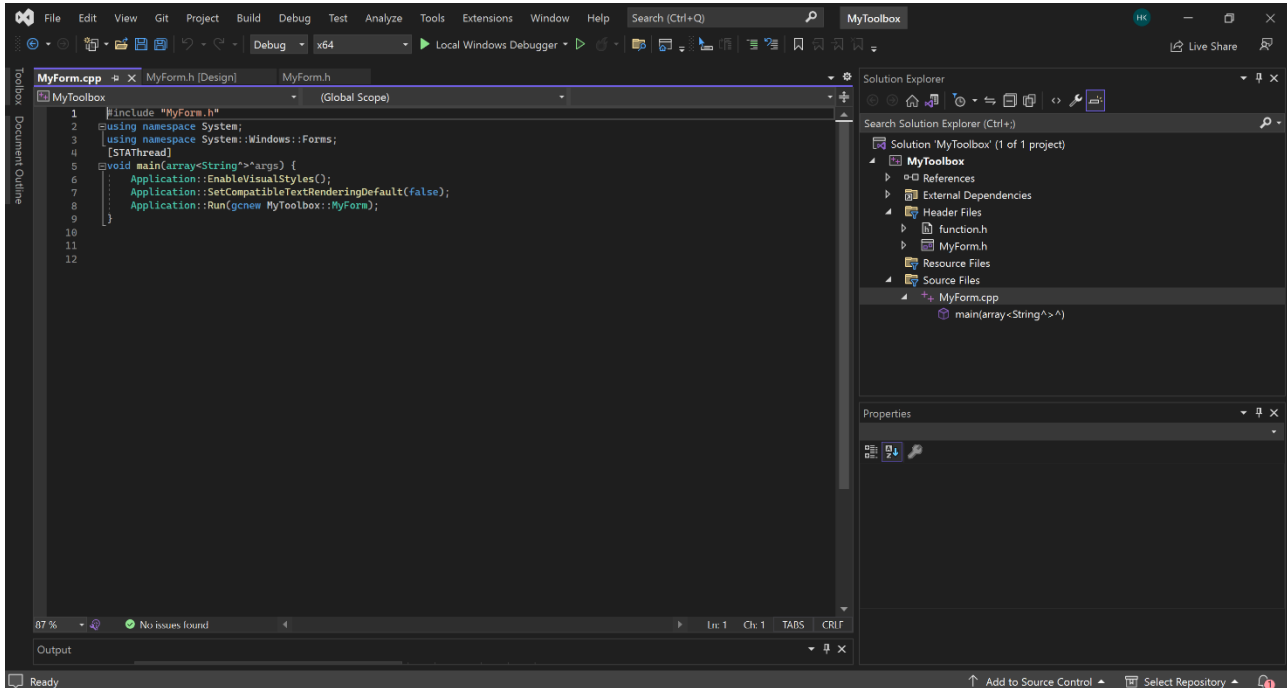 File Edit View Git Project Build Debug Test Analyze Tools Extensions Window Help Search (Ctrl+Q) MyToolbox HK
Debug x64 Local Windows Debugger Live Share
Toolbox
Document Outline
MyForm.cpp MyForm.h [Design] MyForm.h
MyToolbox (Global Scope)
1 #include "MyForm.h"
2 using namespace System;
3 using namespace System::Windows::Forms;
4 [STAThread]
5 void main(array<String^>^args) {
6 Application::EnableVisualStyles();
7 Application::SetCompatibleTextRenderingDefault(false);
8 Application::Run(gcnew MyToolbox::MyForm);
9 }
10
11
12
87 % No issues found Ln: 1 Ch: 1 TABS CRLF
Output
Solution Explorer
Search Solution Explorer (Ctrl+;)
Solution 'MyToolbox' (1 of 1 project)
MyToolbox
References
External Dependencies
Header Files
function.h
MyForm.h
Resource Files
Source Files
MyForm.cpp
main(array<String^>^)
Properties
Ready Add to Source Control Select Repository 1